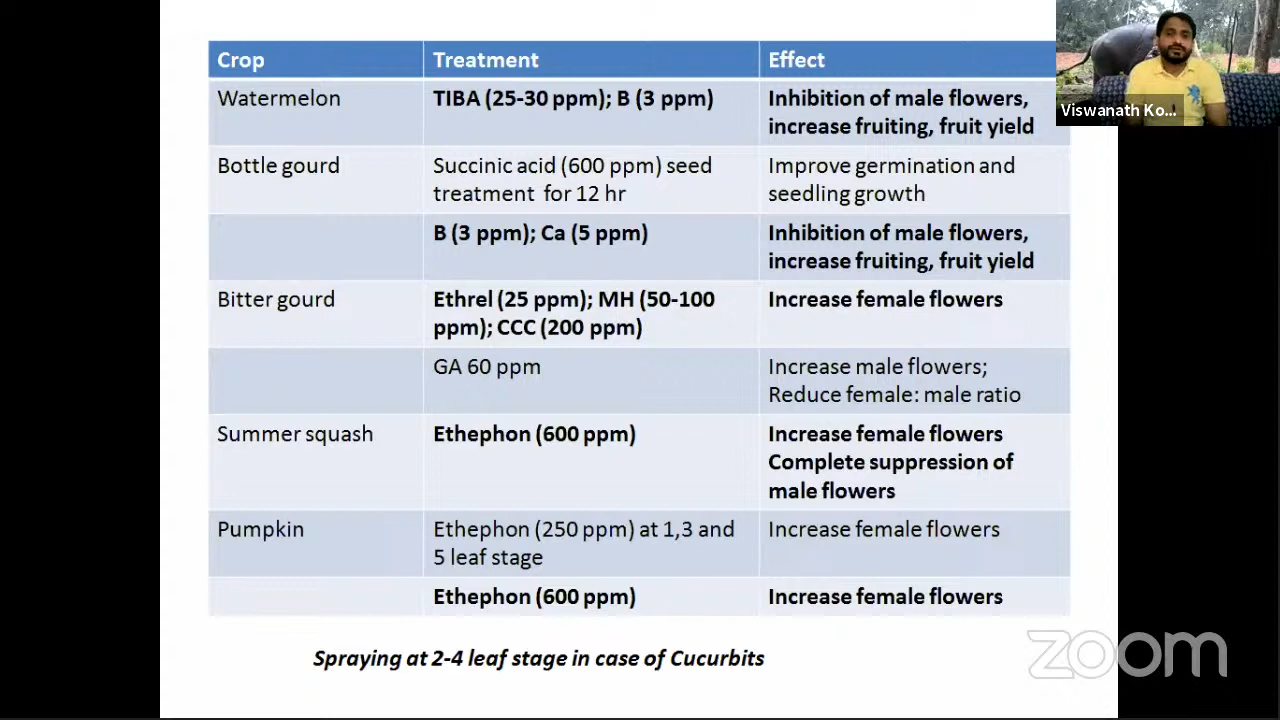 Crop Treatment Effect
Watermelon TIBA (25-30 ppm); B (3 ppm) Inhibition of male flowers,
increase fruiting, fruit yield
Bottle gourd Succinic acid (600 ppm) seed Improve germination and
treatment for 12 hr seedling growth
B (3 ppm); Ca (5 ppm) Inhibition of male flowers,
increase fruiting, fruit yield
Bitter gourd Ethrel (25 ppm); MH (50-100 Increase female flowers
ppm); CCC (200 ppm)
GA 60 ppm Increase male flowers;
Reduce female: male ratio
Summer squash Ethephon (600 ppm) Increase female flowers
Complete suppression of
male flowers
Pumpkin Ethephon (250 ppm) at 1,3 and Increase female flowers
5 leaf stage
Ethephon (600 ppm) Increase female flowers
Spraying at 2-4 leaf stage in case of Cucurbits
Viswanath Ko...
zoom